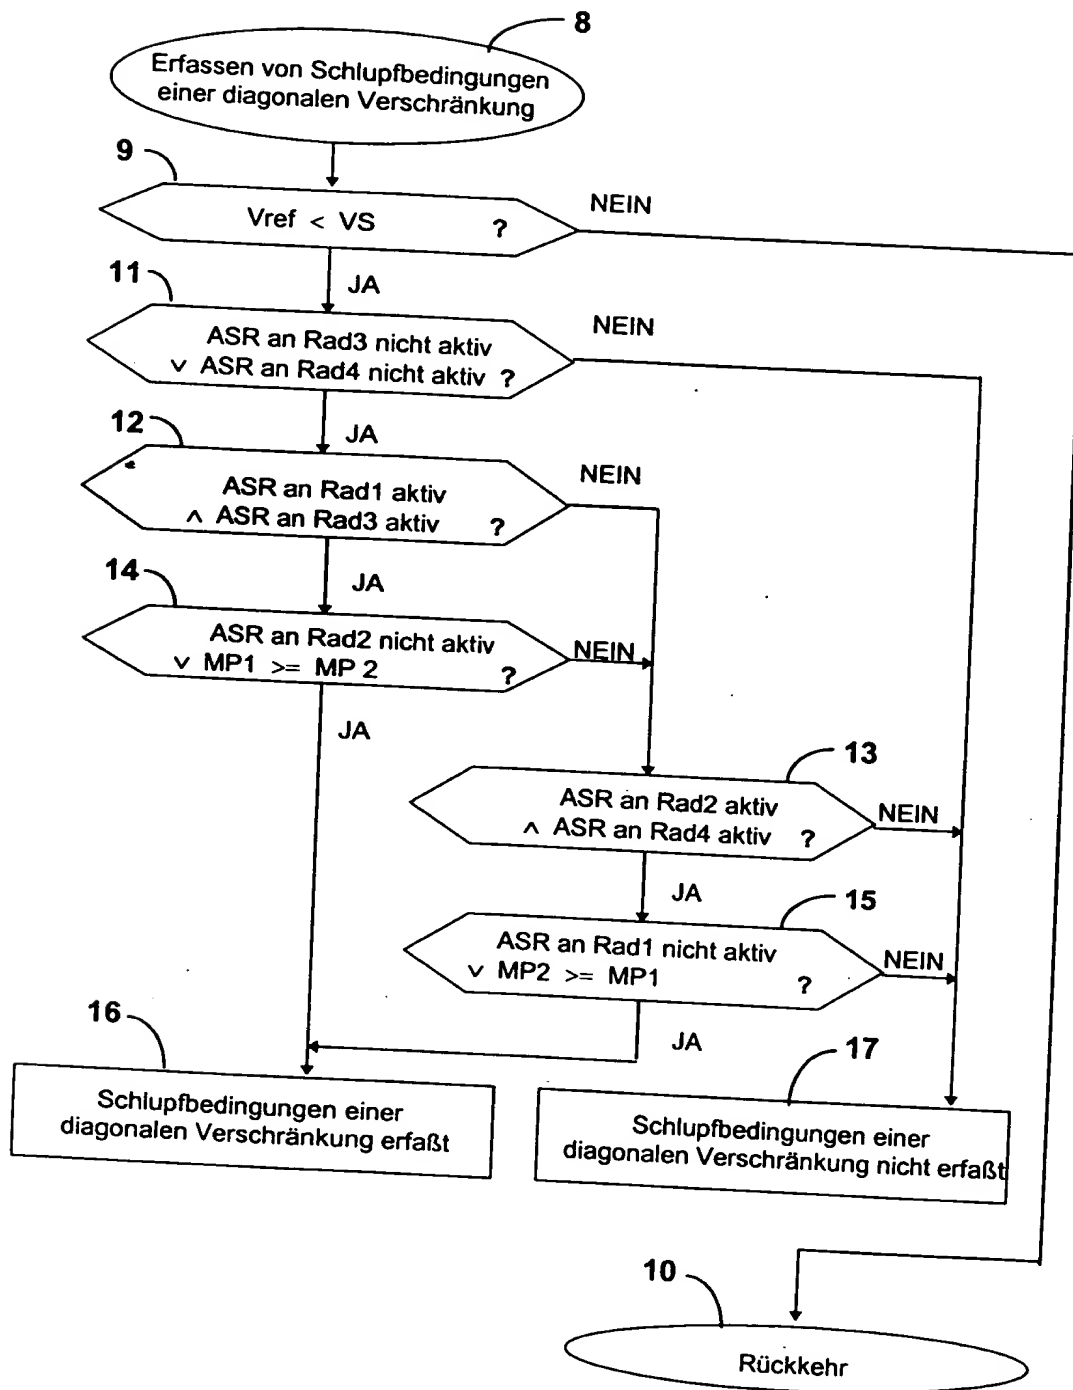 8
Erfassen von Schlupfbedingungen
einer diagonalen Verschränkung
9
Vref < VS ?
NEIN
JA
11
ASR an Rad3 nicht aktiv
∨ ASR an Rad4 nicht aktiv ?
NEIN
JA
12
ASR an Rad1 aktiv
∧ ASR an Rad3 aktiv ?
NEIN
JA
14
ASR an Rad2 nicht aktiv
∨ MP1 >= MP 2 ?
NEIN
JA
13
ASR an Rad2 aktiv
∧ ASR an Rad4 aktiv ?
NEIN
JA
15
ASR an Rad1 nicht aktiv
∨ MP2 >= MP1 ?
NEIN
JA
16
Schlupfbedingungen einer
diagonalen Verschränkung erfaßt
17
Schlupfbedingungen einer
diagonalen Verschränkung nicht erfaßt
10
Rückkehr